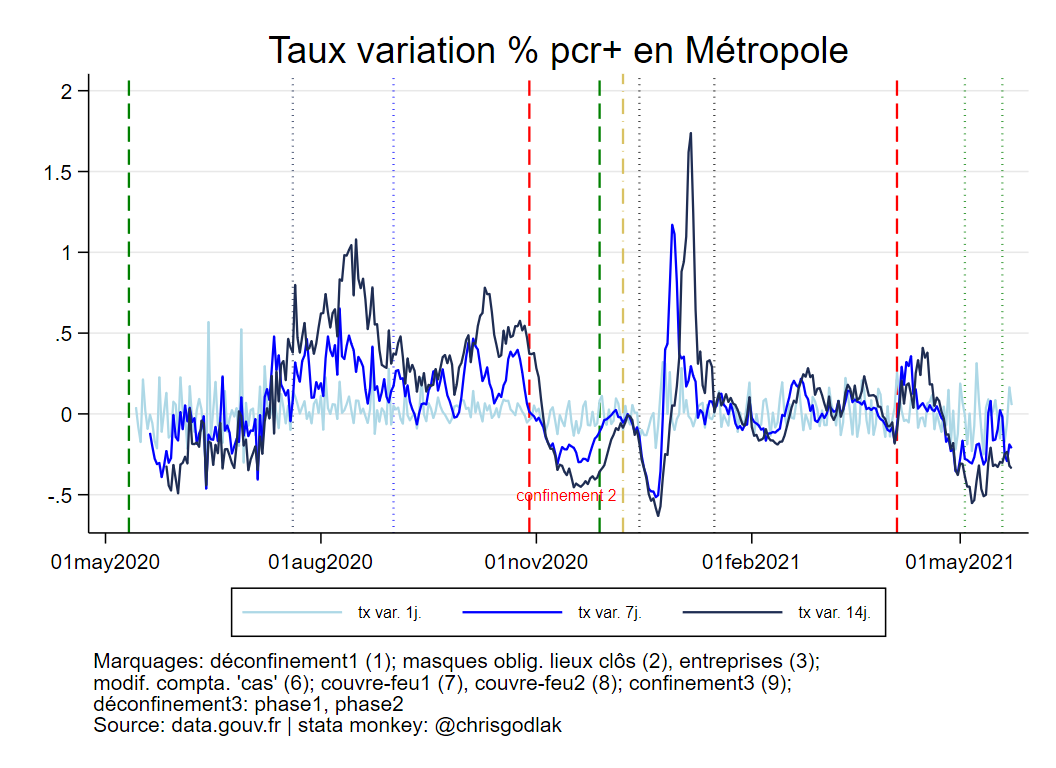 Taux variation % pcr+ en Métropole
2
1.5
1
.5
0
-.5
confinement 2
01may2020 01aug2020 01nov2020 01feb2021 01may2021
tx var. 1j. tx var. 7j. tx var. 14j.
Marquages: déconfinement1 (1); masques oblig. lieux clôs (2), entreprises (3);
modif. compta. 'cas' (6); couvre-feu1 (7), couvre-feu2 (8); confinement3 (9);
déconfinement3: phase1, phase2
Source: data.gouv.fr | stata monkey: @chrisgodlak